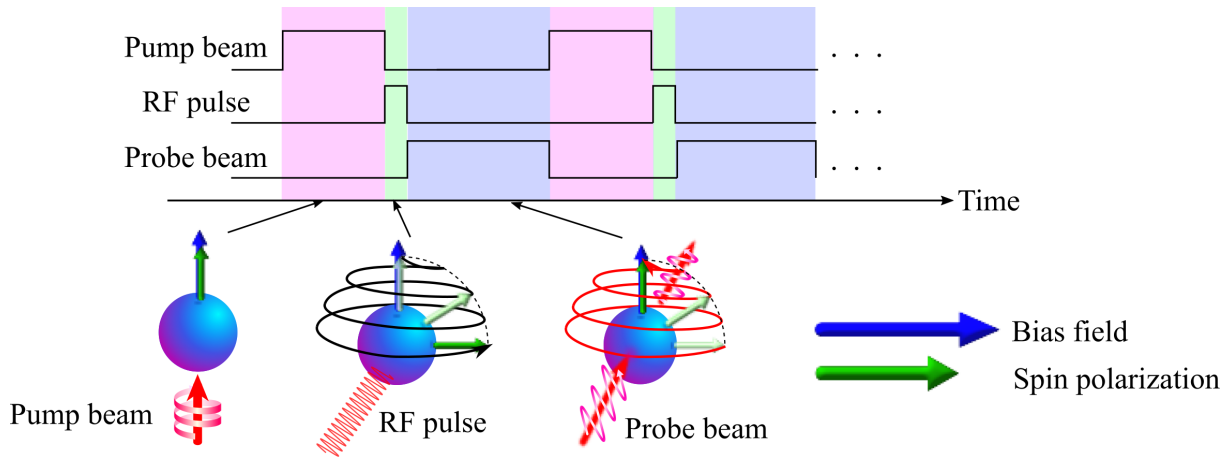 Pump beam
. . .
RF pulse
. . .
Probe beam
. . .
Time
Bias field
Spin polarization
Pump beam
RF pulse
Probe beam